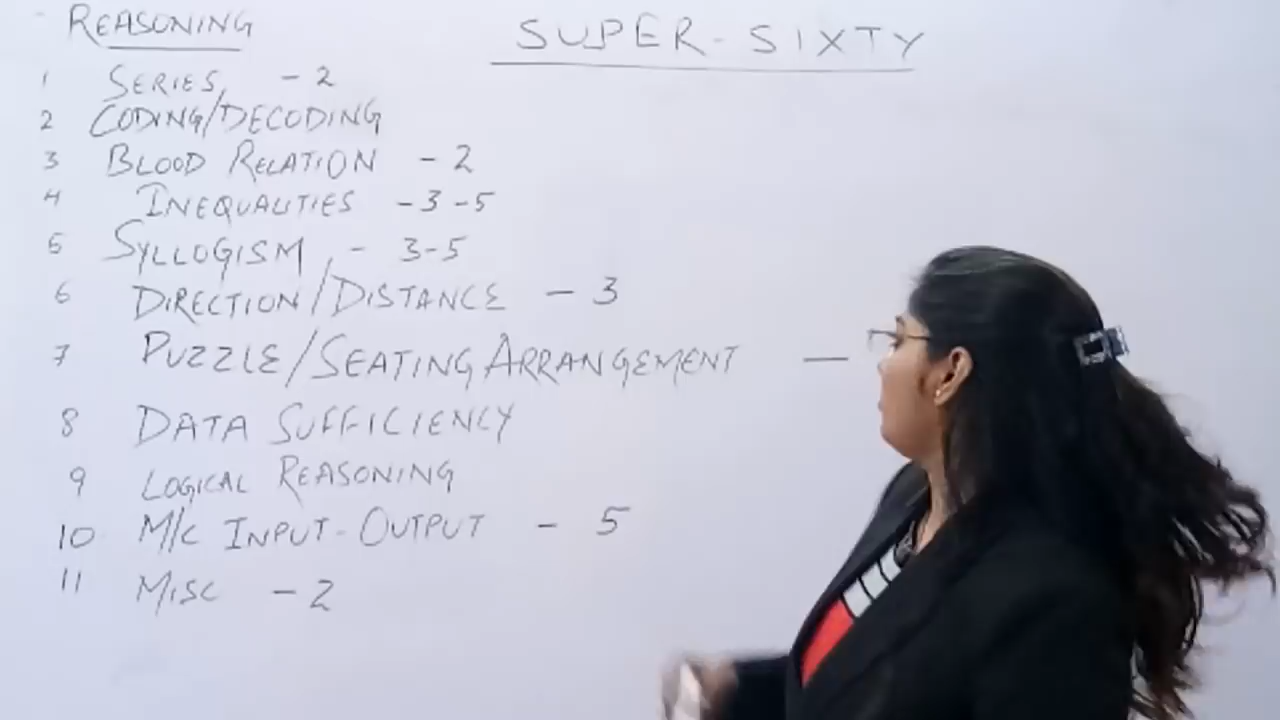 REASONING
SUPER-SIXTY
1 SERIES - 2
2 CODING/DECODING
3 BLOOD RELATION - 2
4 INEQUALITIES - 3-5
5 SYLLOGISM - 3-5
6 DIRECTION/DISTANCE - 3
7 PUZZLE/SEATING ARRANGEMENT —
8 DATA SUFFICIENCY
9 LOGICAL REASONING
10 M/C INPUT-OUTPUT - 5
11 MISC - 2